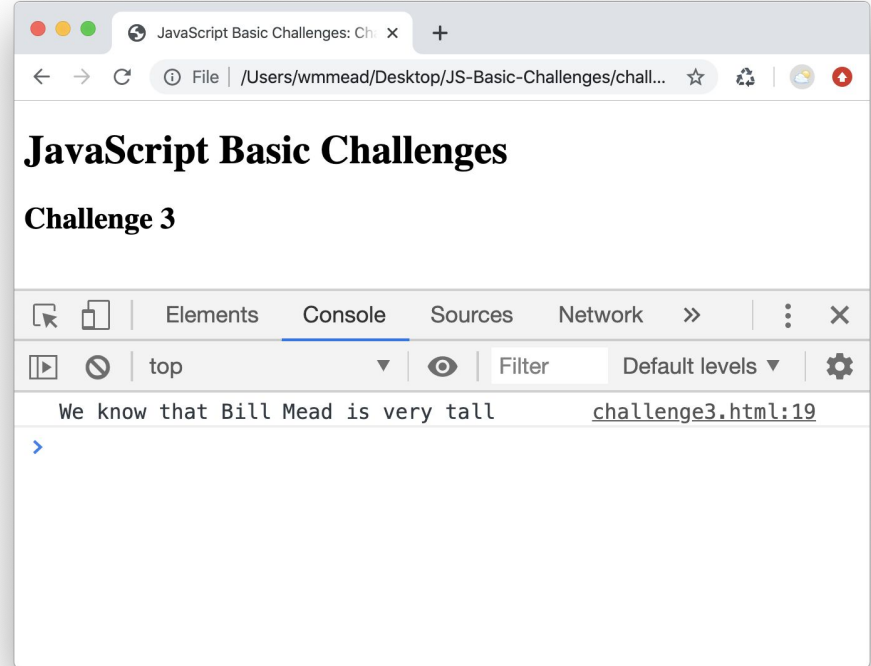 JavaScript Basic Challenges: Ch
File /Users/wmmead/Desktop/JS-Basic-Challenges/chall...
JavaScript Basic Challenges
Challenge 3
Elements Console Sources Network
top Filter Default levels
We know that Bill Mead is very tall challenge3.html:19